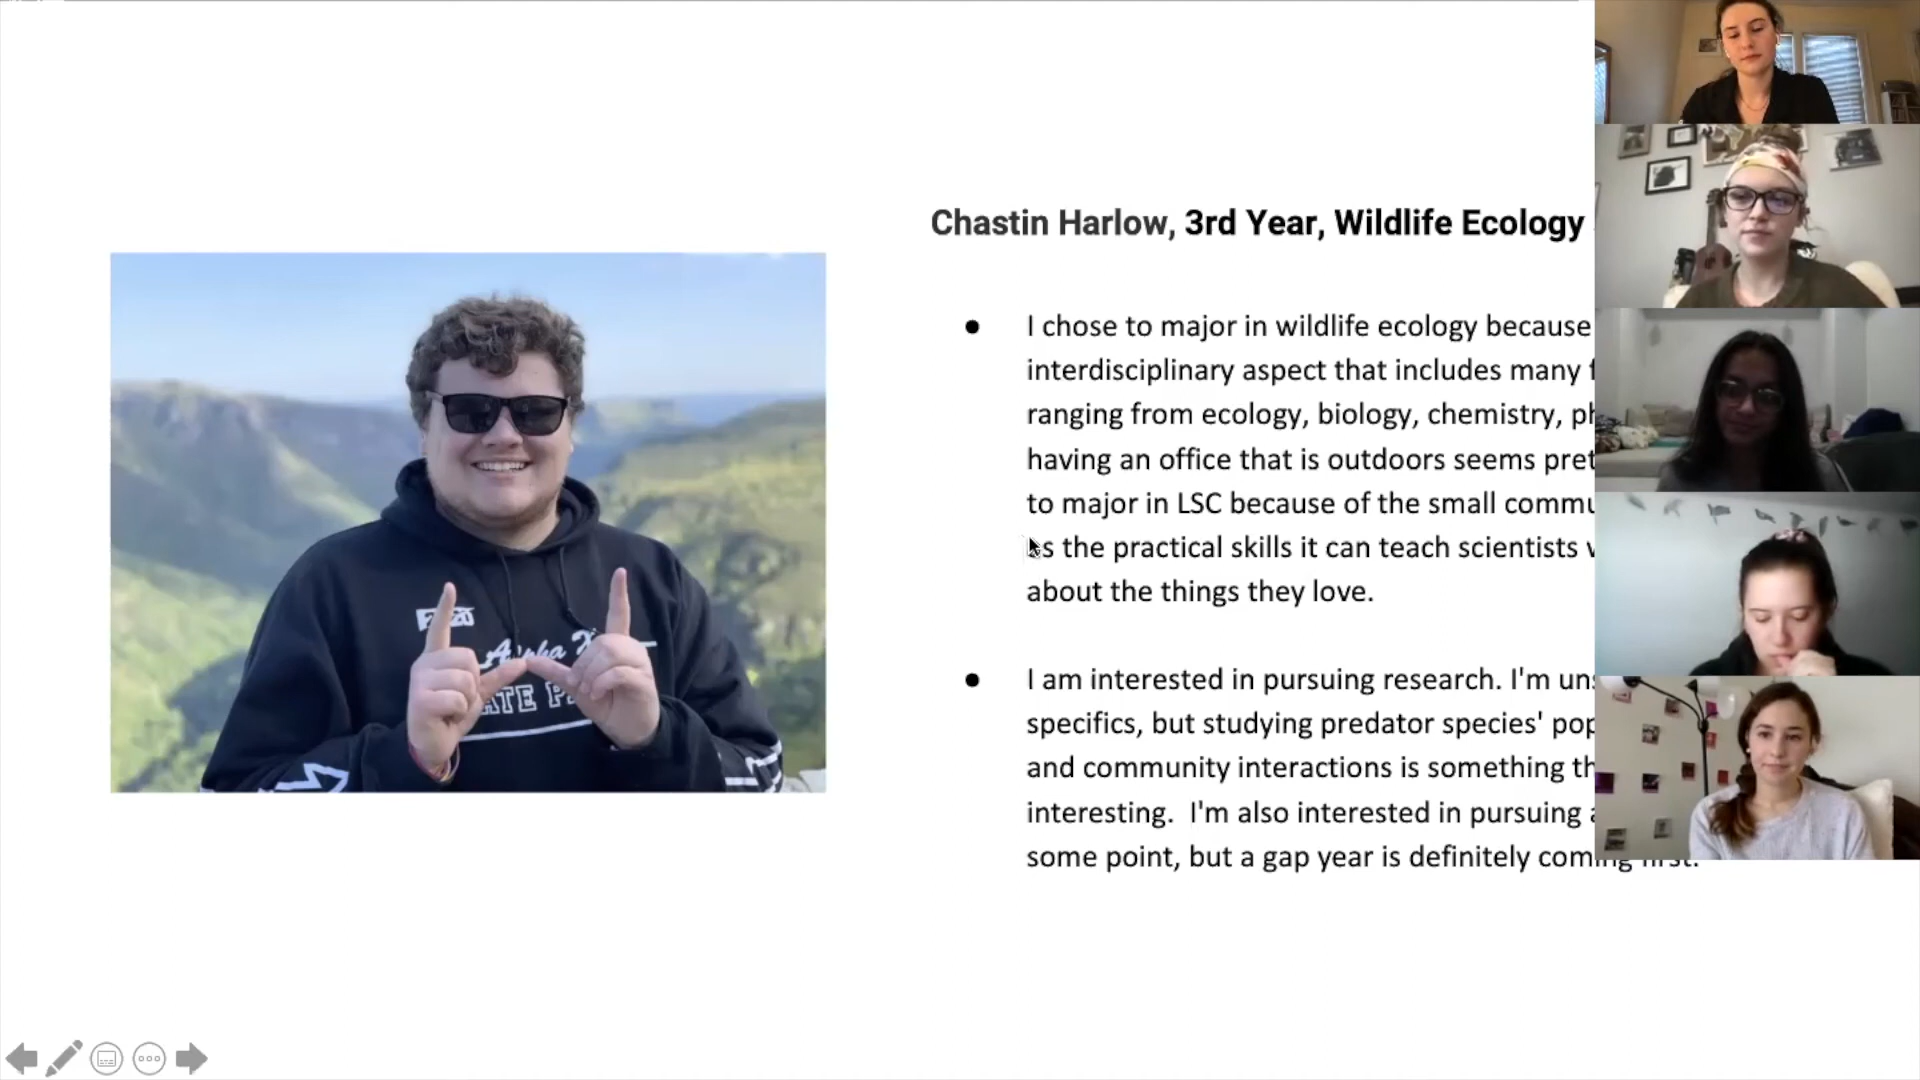 Chastin Harlow, 3rd Year, Wildlife Ecology
I chose to major in wildlife ecology because
interdisciplinary aspect that includes many
ranging from ecology, biology, chemistry,
having an office that is outdoors seems
to major in LSC because of the small
the practical skills it can teach scientists
about the things they love.
I am interested in pursuing research. I'm
specifics, but studying predator species'
and community interactions is something
interesting. I'm also interested in pursuing
some point, but a gap year is definitely coming first.
2020
Alpha X